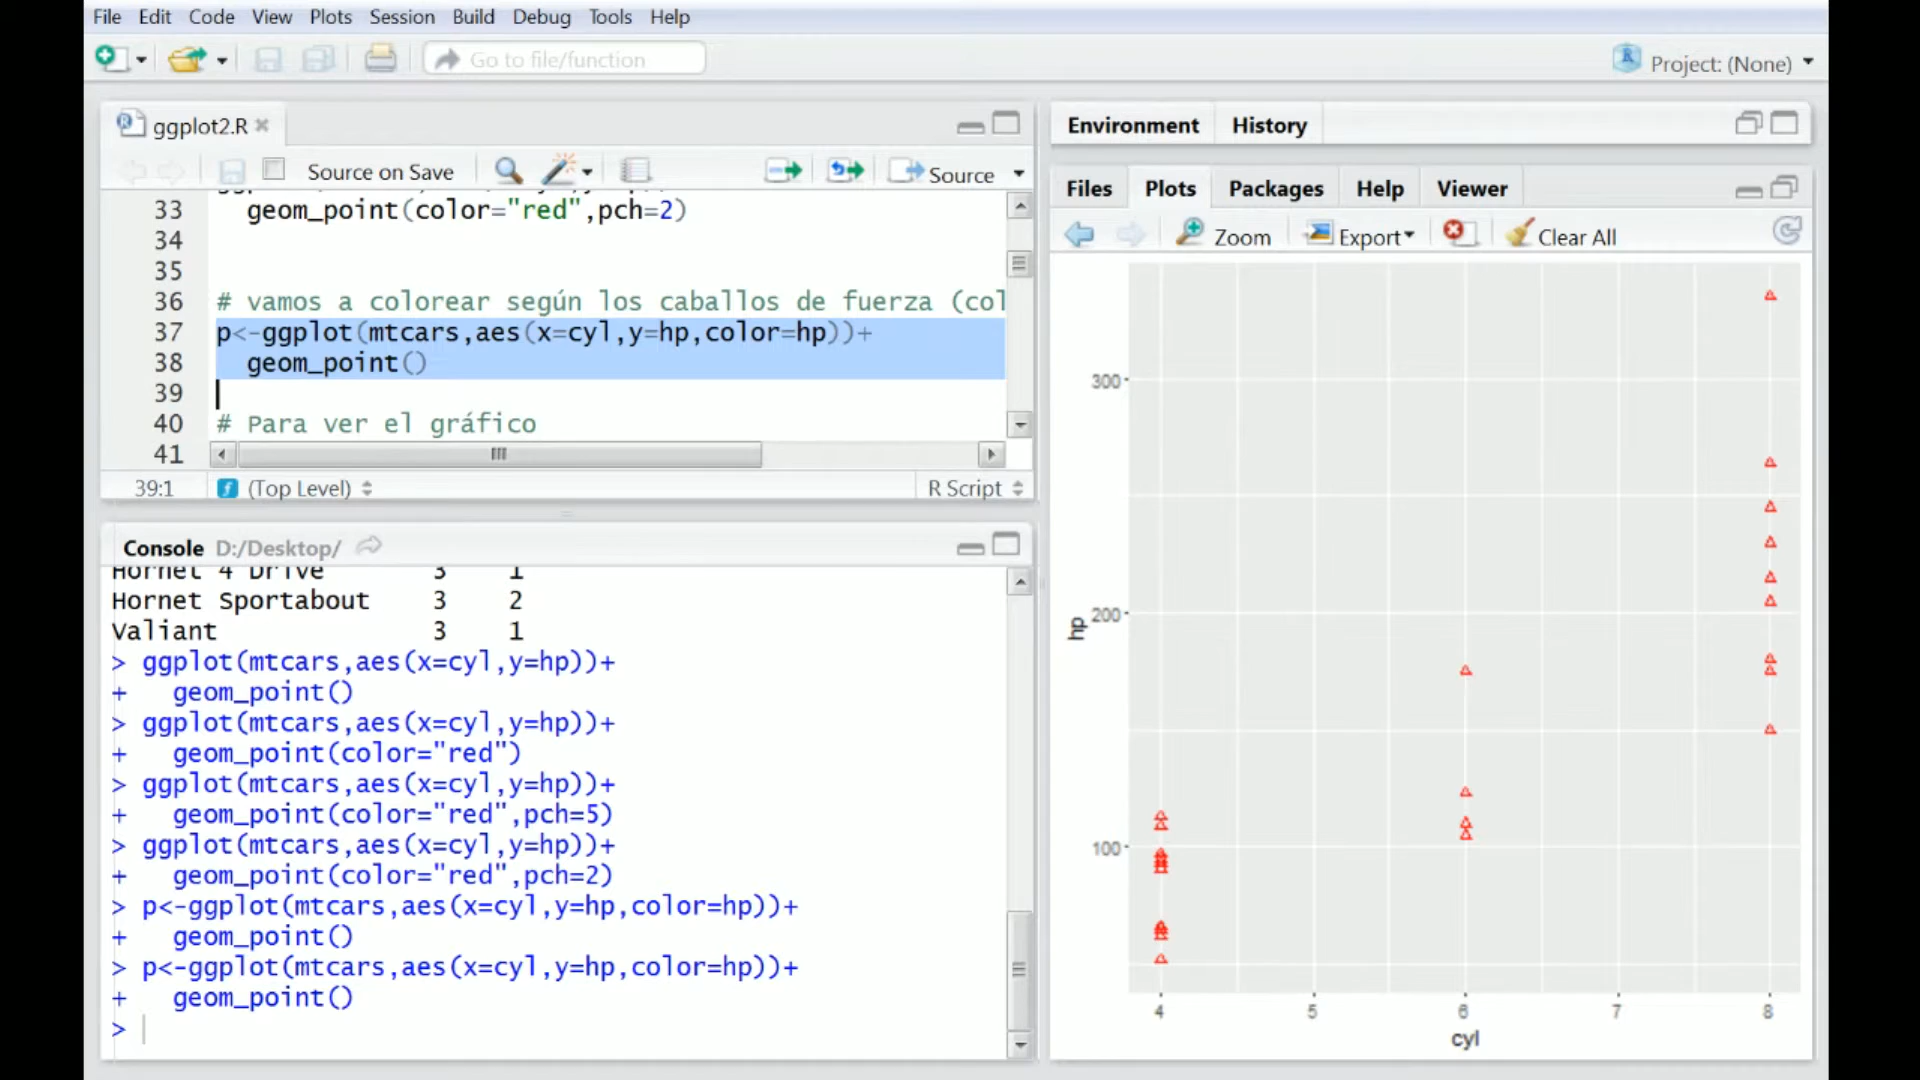 File Edit Code View Plots Session Build Debug Tools Help
Go to file/function
Project: (None)
ggplot2.R
Source on Save
Source
33 geom_point(color="red",pch=2)
34
35
36 # vamos a colorear según los caballos de fuerza (col
37 p<-ggplot(mtcars,aes(x=cyl,y=hp,color=hp))+
38 geom_point()
39
40 # Para ver el gráfico
41
39:1 (Top Level) R Script
Console D:/Desktop/
Hornet 4 Drive 3 1
Hornet Sportabout 3 2
Valiant 3 1
> ggplot(mtcars,aes(x=cyl,y=hp))+
+ geom_point()
> ggplot(mtcars,aes(x=cyl,y=hp))+
+ geom_point(color="red")
> ggplot(mtcars,aes(x=cyl,y=hp))+
+ geom_point(color="red",pch=5)
> ggplot(mtcars,aes(x=cyl,y=hp))+
+ geom_point(color="red",pch=2)
> p<-ggplot(mtcars,aes(x=cyl,y=hp,color=hp))+
+ geom_point()
> p<-ggplot(mtcars,aes(x=cyl,y=hp,color=hp))+
+ geom_point()
>
Environment History
Files Plots Packages Help Viewer
Zoom Export Clear All
300
200
100
hp
4 5 6 7 8
cyl